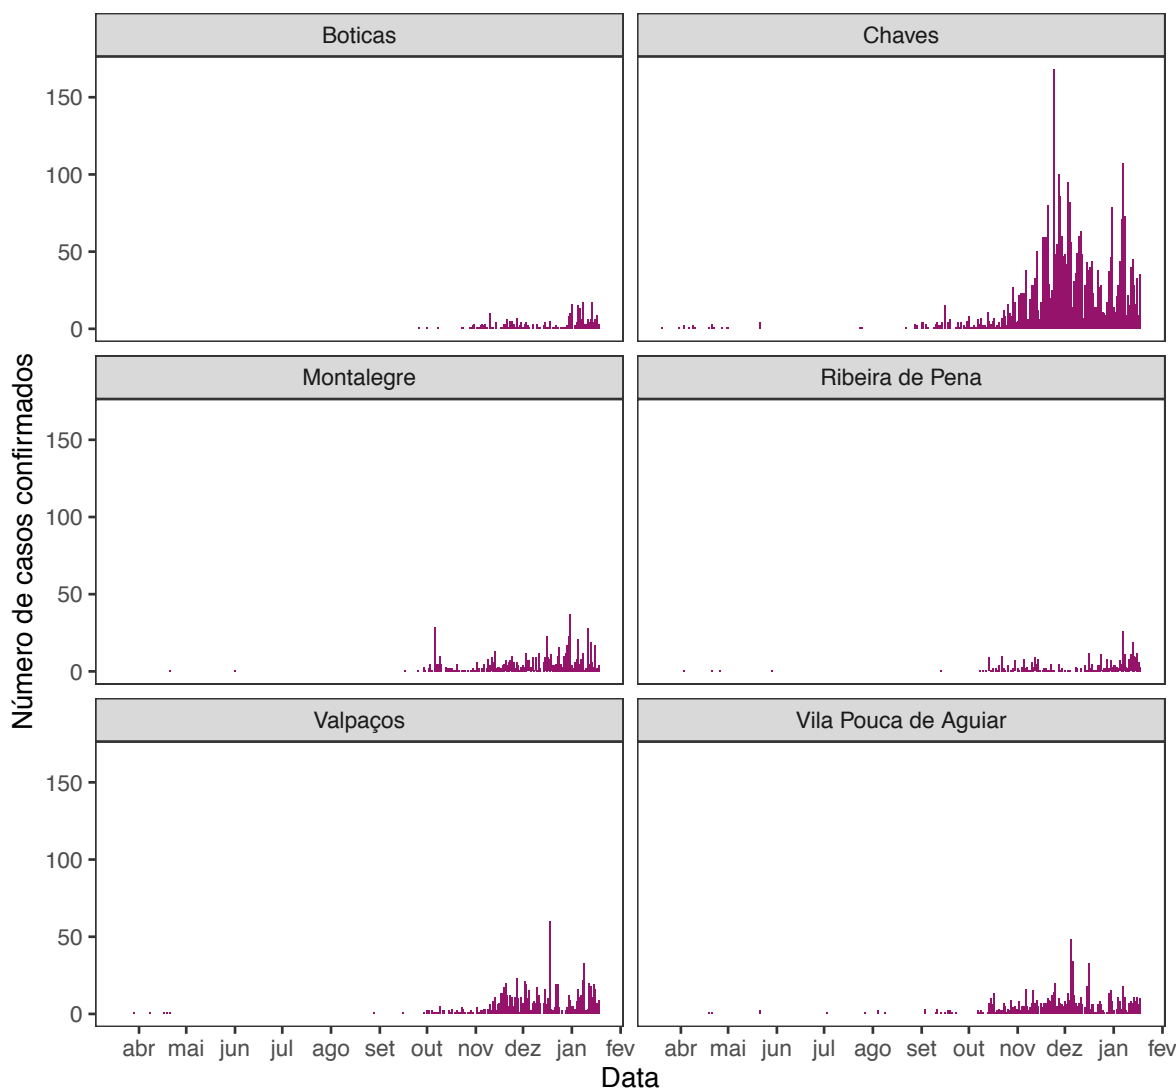 Boticas
Chaves
150
100
50
0
Montalegre
Ribeira de Pena
150
100
50
0
Valpaços
Vila Pouca de Aguiar
150
100
50
0
abr mai jun jul ago set out nov dez jan fev
abr mai jun jul ago set out nov dez jan fev
Data
Número de casos confirmados